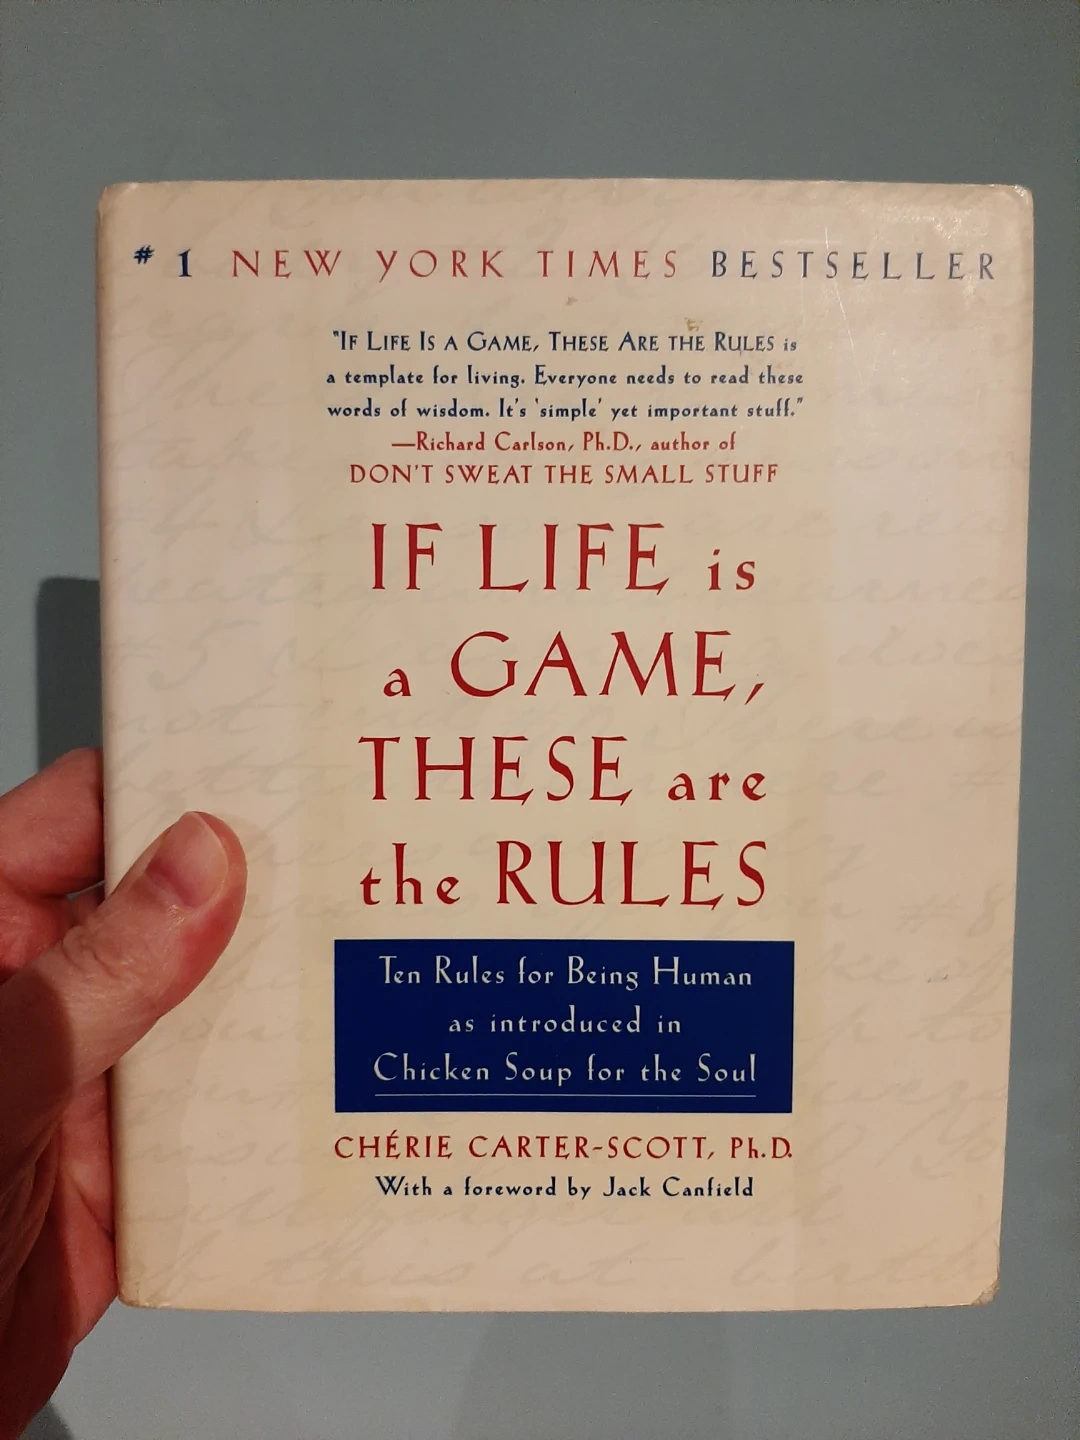 # 1 NEW YORK TIMES BESTSELLER
"IF LIFE IS A GAME, THESE ARE THE RULES is
a template for living. Everyone needs to read these
words of wisdom. It's 'simple' yet important stuff."
—Richard Carlson, Ph.D., author of
DON'T SWEAT THE SMALL STUFF
IF LIFE is
a GAME,
THESE are
the RULES
Ten Rules for Being Human
as introduced in
Chicken Soup for the Soul
CHÉRIE CARTER-SCOTT, Ph.D.
With a foreword by Jack Canfield